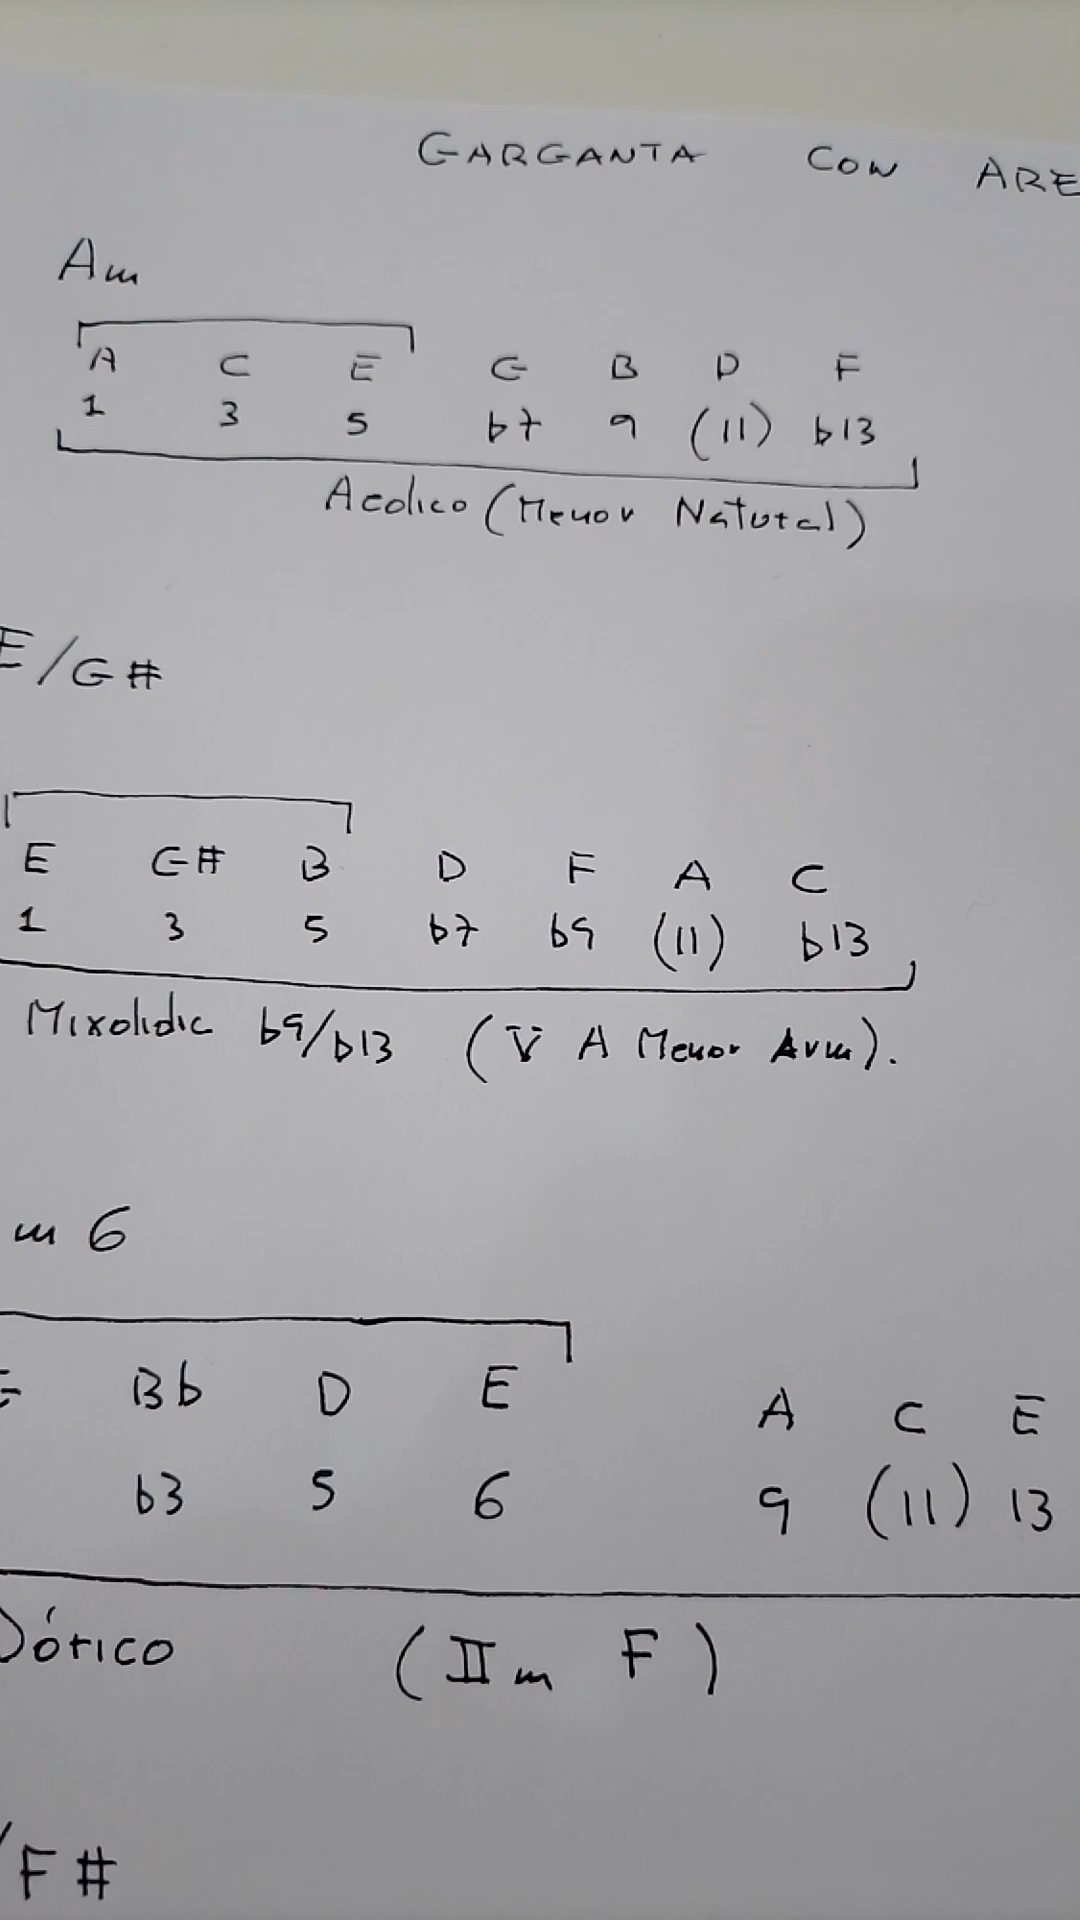 GARGANTA CON ARE
Am
A C E G B D F
1 3 5 b7 9 (11) b13
Aeolico (Menor Natural)
E/G#
E G# B D F A C
1 3 5 b7 b9 (11) b13
Mixolidic b9/b13 (V A Menor Arm).
m6
G Bb D E A C E
b3 5 6 9 (11) 13
Dórico (IIm F)
/F#